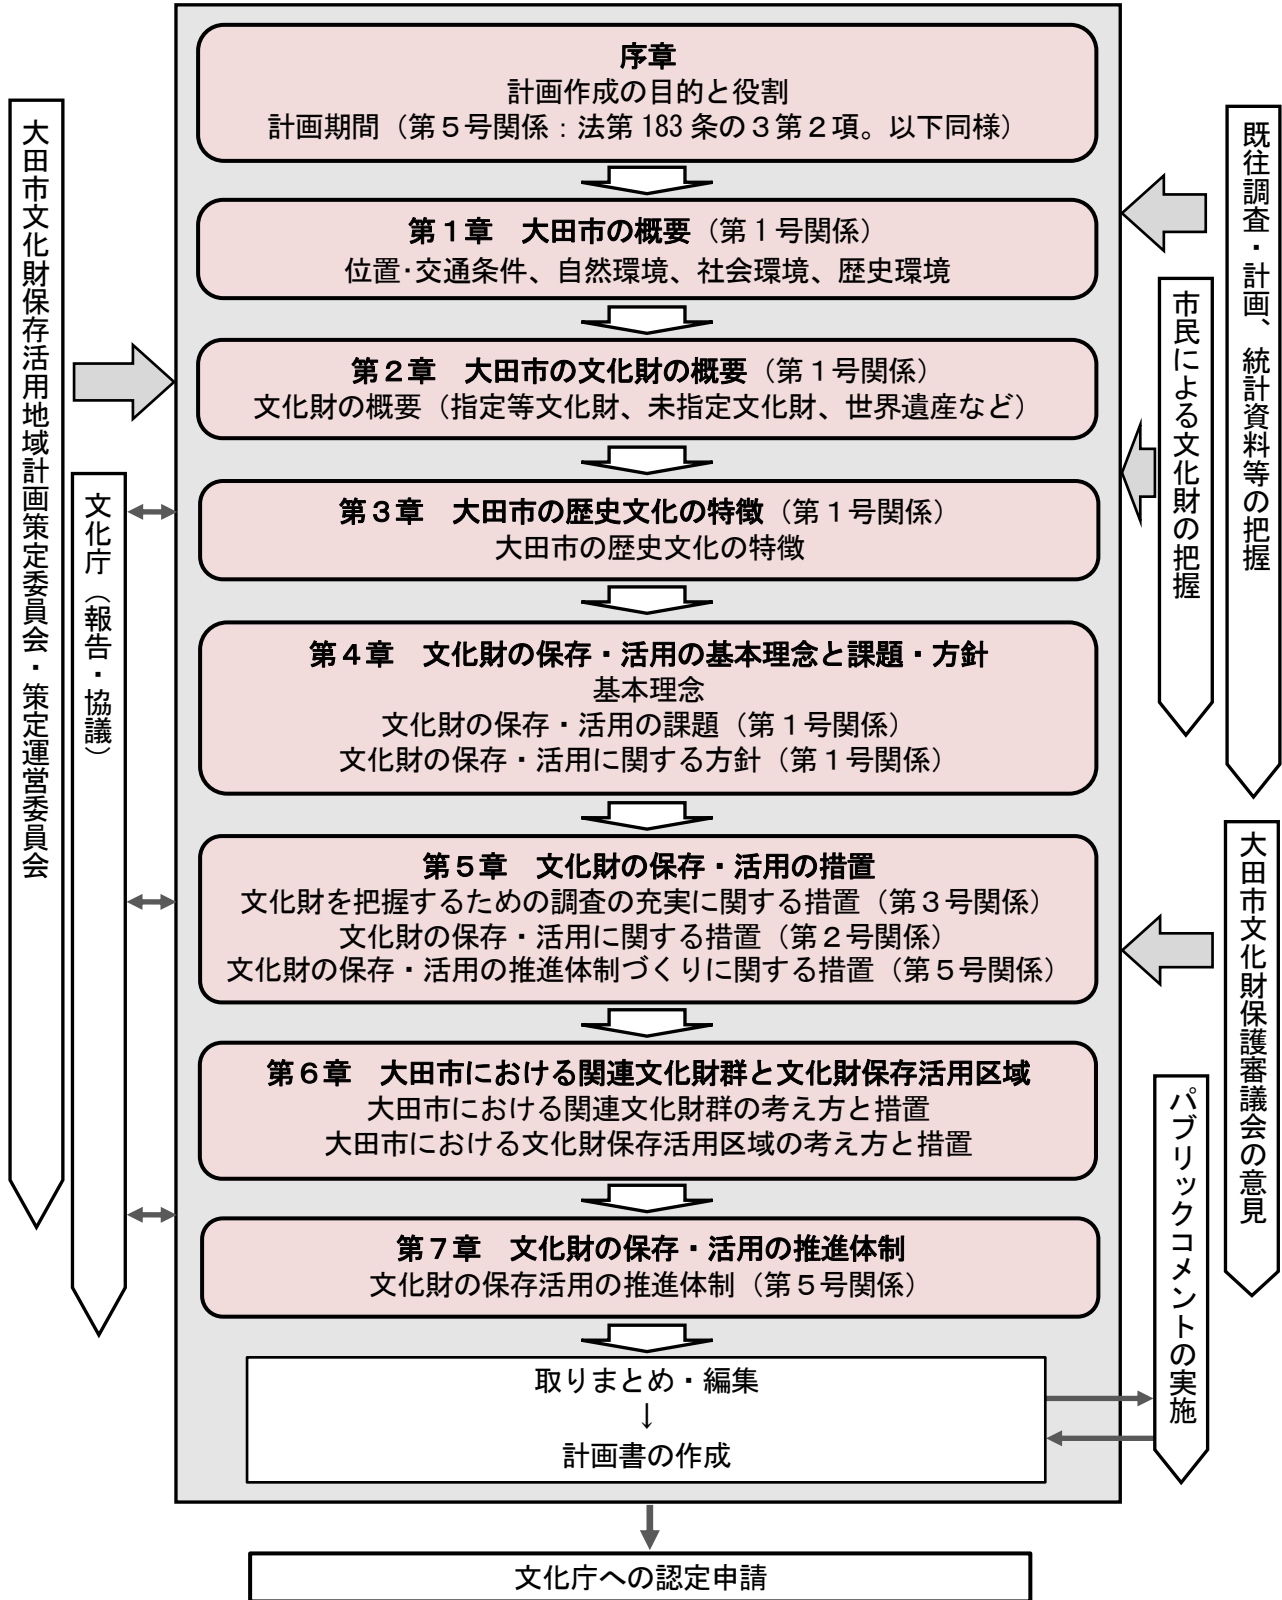 序章
計画作成の目的と役割
計画期間（第５号関係：法第183条の３第２項。以下同様）
第１章　大田市の概要（第１号関係）
位置・交通条件、自然環境、社会環境、歴史環境
第２章　大田市の文化財の概要（第１号関係）
文化財の概要（指定等文化財、未指定文化財、世界遺産など）
第３章　大田市の歴史文化の特徴（第１号関係）
大田市の歴史文化の特徴
第４章　文化財の保存・活用の基本理念と課題・方針
基本理念
文化財の保存・活用の課題（第１号関係）
文化財の保存・活用に関する方針（第１号関係）
第５章　文化財の保存・活用の措置
文化財を把握するための調査の充実に関する措置（第３号関係）
文化財の保存・活用に関する措置（第２号関係）
文化財の保存・活用の推進体制づくりに関する措置（第５号関係）
第６章　大田市における関連文化財群と文化財保存活用区域
大田市における関連文化財群の考え方と措置
大田市における文化財保存活用区域の考え方と措置
第７章　文化財の保存・活用の推進体制
文化財の保存活用の推進体制（第５号関係）
取りまとめ・編集
↓
計画書の作成
文化庁への認定申請
大田市文化財保存活用地域計画策定委員会・策定運営委員会
文化庁（報告・協議）
既往調査・計画、統計資料等の把握
市民による文化財の把握
大田市文化財保護審議会の意見
パブリックコメントの実施